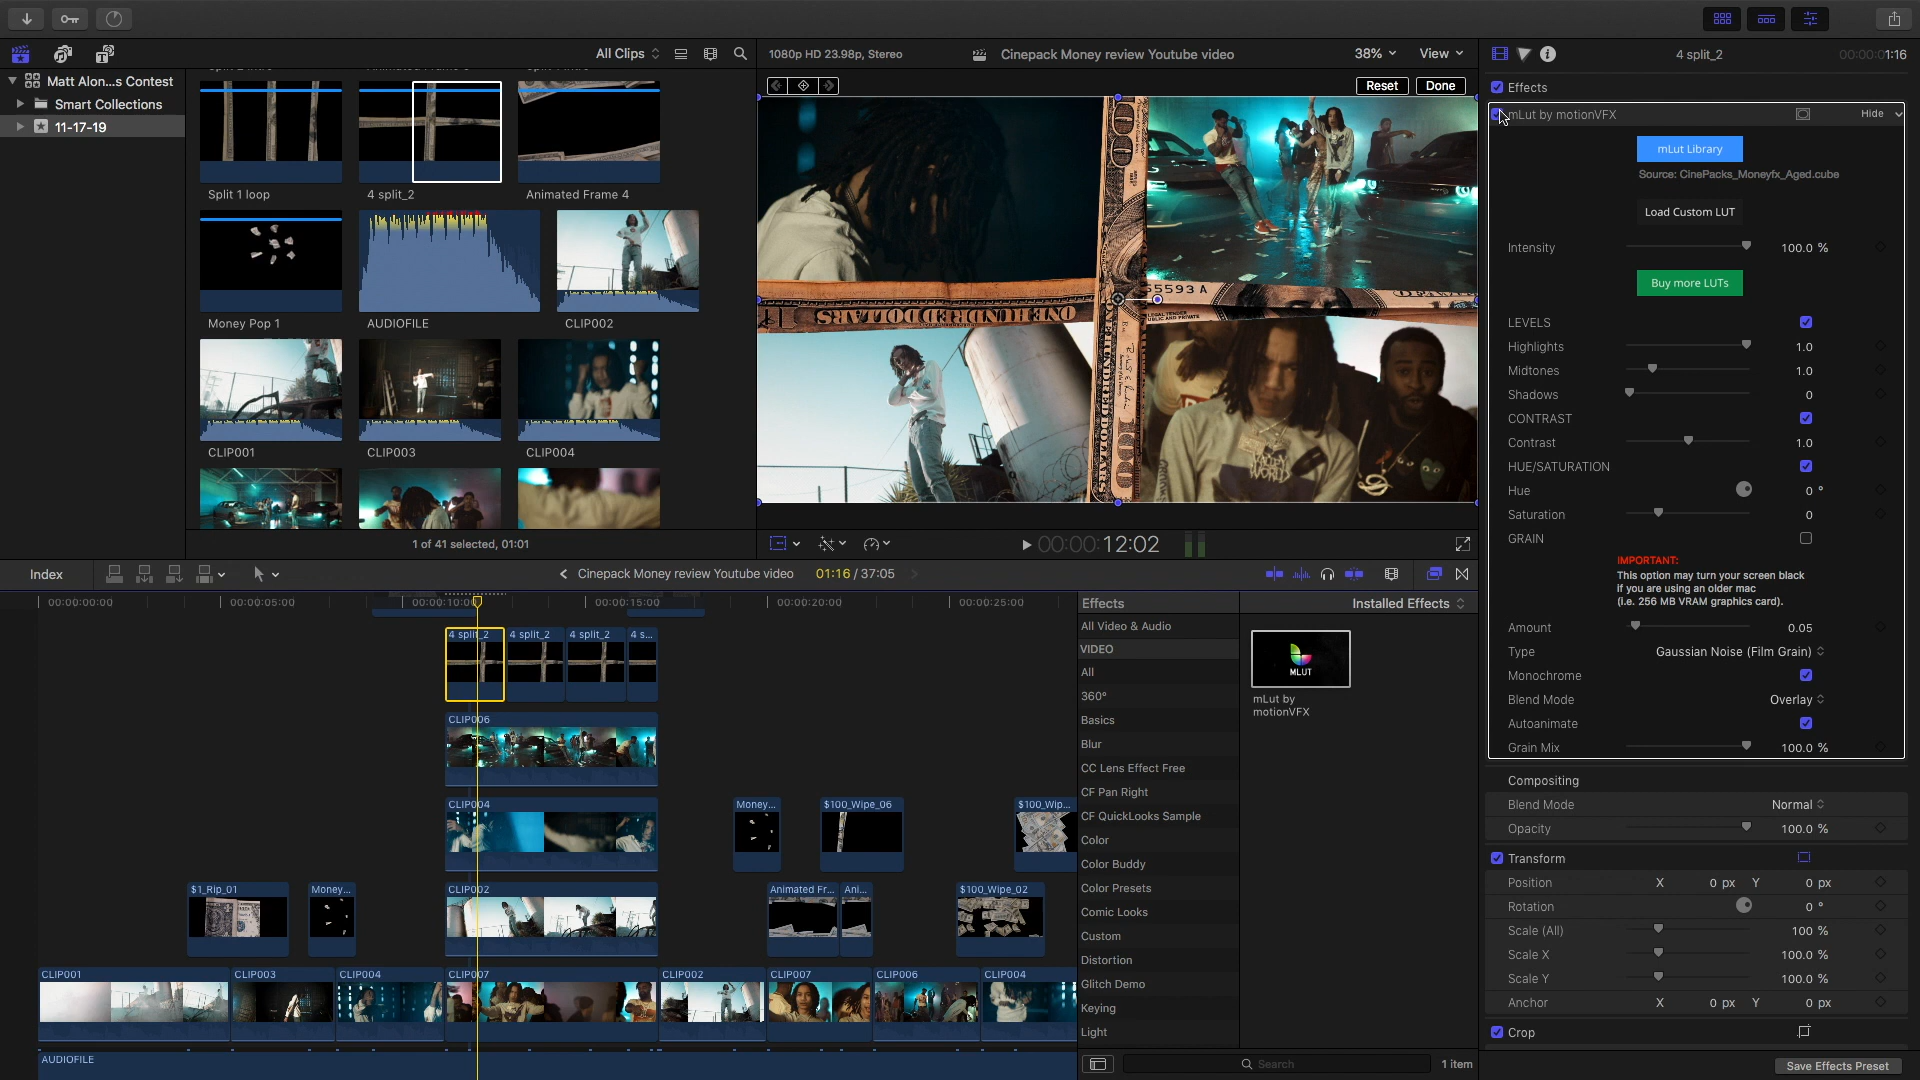 All Clips
1080p HD 23.98p, Stereo
Cinepack Money review Youtube video
38%
View
4 split_2
00:00:01:16
Matt Alon...s Contest
Smart Collections
11-17-19
Split 1 loop
4 split_2
Animated Frame 4
Money Pop 1
AUDIOFILE
CLIP002
CLIP001
CLIP003
CLIP004
1 of 41 selected, 01:01
Reset
Done
100
55593 A
LEGAL TENDER
ONE HUNDRED DOLLARS
100
00:00:12:02
Effects
mLut by motionVFX
Hide
mLut Library
Source: CinePacks_Moneyfx_Aged.cube
Load Custom LUT
Intensity
100.0 %
Buy more LUTs
LEVELS
Highlights
1.0
Midtones
1.0
Shadows
0
CONTRAST
Contrast
1.0
HUE/SATURATION
Hue
0 °
Saturation
0
GRAIN
IMPORTANT:
This option may turn your screen black
if you are using an older mac
(i.e. 256 MB VRAM graphics card).
Amount
0.05
Type
Gaussian Noise (Film Grain)
Monochrome
Blend Mode
Overlay
Autoanimate
Grain Mix
100.0 %
Compositing
Blend Mode
Normal
Opacity
100.0 %
Transform
Position
X
0 px
Y
0 px
Rotation
0 °
Scale (All)
100 %
Scale X
100.0 %
Scale Y
100.0 %
Anchor
X
0 px
Y
0 px
Crop
Save Effects Preset
Index
Cinepack Money review Youtube video
01:16 / 37:05
00:00:00:00
00:00:05:00
00:00:10:00
00:00:15:00
00:00:20:00
00:00:25:00
4 split_2
4 split_2
4 split_2
4 s...
CLIP006
CLIP004
Money...
$100_Wipe_06
$100_Wip...
$1_Rip_01
Money...
CLIP002
Animated Fr...
Ani...
$100_Wipe_02
CLIP001
CLIP003
CLIP004
CLIP007
CLIP002
CLIP007
CLIP006
CLIP004
AUDIOFILE
Effects
Installed Effects
All Video & Audio
VIDEO
All
360°
Basics
Blur
CC Lens Effect Free
CF Pan Right
CF QuickLooks Sample
Color
Color Buddy
Color Presets
Comic Looks
Custom
Distortion
Glitch Demo
Keying
Light
MLUT
mLut by
motionVFX
Search
1 item